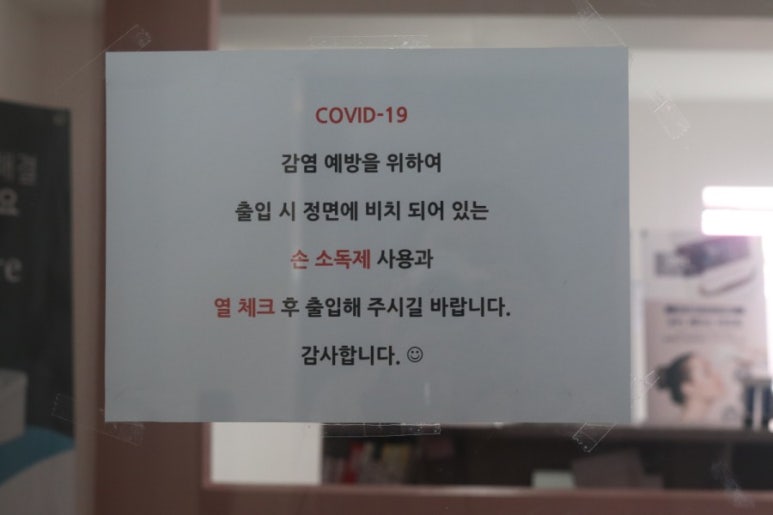 COVID-19
감염 예방을 위하여
출입 시 정면에 비치 되어 있는
손 소독제 사용과
열 체크 후 출입해 주시길 바랍니다.
감사합니다. ☺